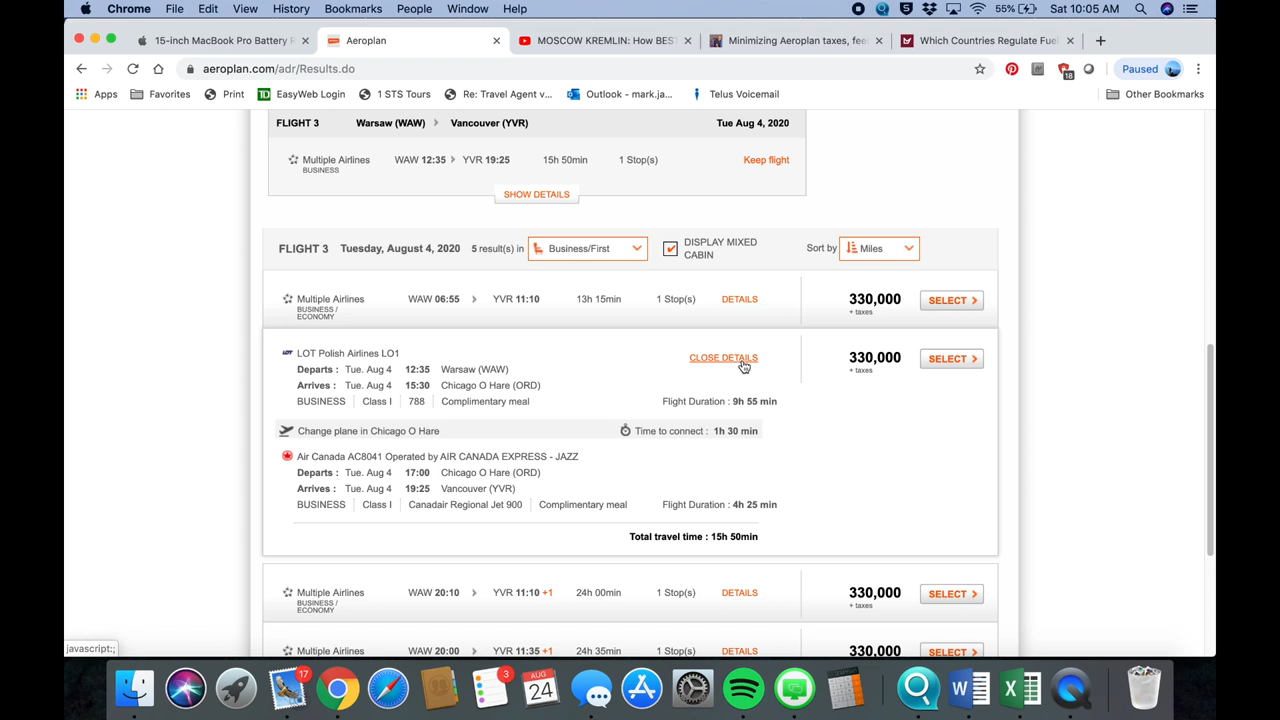 Chrome File Edit View History Bookmarks People Window Help 5 55% Sat 10:05 AM
15-inch MacBook Pro Battery R Aeroplan MOSCOW KREMLIN: How BES Minimizing Aeroplan taxes, fee Which Countries Regulate Fuel
aeroplan.com/adr/Results.do 18 Paused
Apps Favorites Print EasyWeb Login 1 STS Tours Re: Travel Agent v... Outlook - mark.ja... Telus Voicemail Other Bookmarks
FLIGHT 3 Warsaw (WAW) Vancouver (YVR) Tue Aug 4, 2020
Multiple Airlines WAW 12:35 YVR 19:25 15h 50min 1 Stop(s) Keep flight
BUSINESS
SHOW DETAILS
FLIGHT 3 Tuesday, August 4, 2020 5 result(s) in Business/First DISPLAY MIXED CABIN Sort by Miles
Multiple Airlines WAW 06:55 YVR 11:10 13h 15min 1 Stop(s) DETAILS 330,000 SELECT
BUSINESS / + taxes
ECONOMY
LOT Polish Airlines LO1 CLOSE DETAILS 330,000 SELECT
Departs : Tue. Aug 4 12:35 Warsaw (WAW) + taxes
Arrives : Tue. Aug 4 15:30 Chicago O Hare (ORD)
BUSINESS Class I 788 Complimentary meal Flight Duration : 9h 55 min
Change plane in Chicago O Hare Time to connect : 1h 30 min
Air Canada AC8041 Operated by AIR CANADA EXPRESS - JAZZ
Departs : Tue. Aug 4 17:00 Chicago O Hare (ORD)
Arrives : Tue. Aug 4 19:25 Vancouver (YVR)
BUSINESS Class I Canadair Regional Jet 900 Complimentary meal Flight Duration : 4h 25 min
Total travel time : 15h 50min
Multiple Airlines WAW 20:10 YVR 11:10 +1 24h 00min 1 Stop(s) DETAILS 330,000 SELECT
BUSINESS / + taxes
ECONOMY
Multiple Airlines WAW 20:00 YVR 11:35 +1 24h 35min 1 Stop(s) DETAILS 330,000 SELECT
javascript:;
17 3 AUG 24